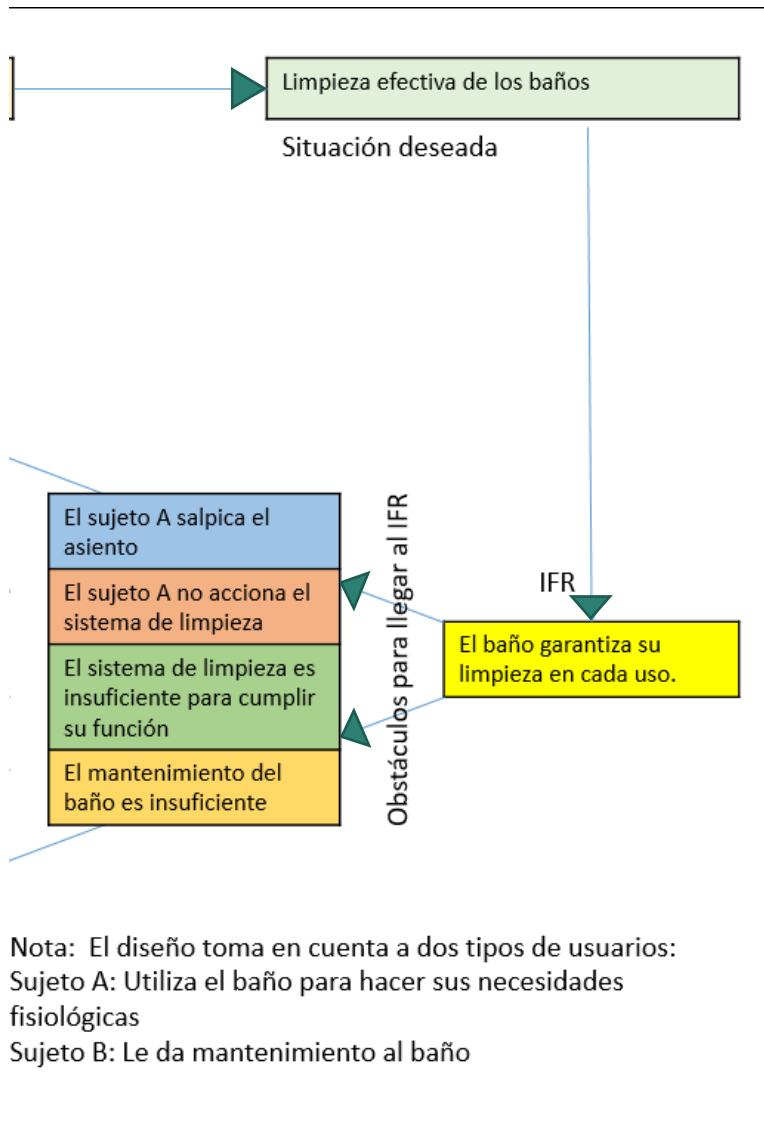 Limpieza efectiva de los baños
Situación deseada
El sujeto A salpica el
asiento
El sujeto A no acciona el
sistema de limpieza
El sistema de limpieza es
insuficiente para cumplir
su función
El mantenimiento del
baño es insuficiente
Obstáculos para llegar al IFR
IFR
El baño garantiza su
limpieza en cada uso.
Nota:  El diseño toma en cuenta a dos tipos de usuarios:
Sujeto A: Utiliza el baño para hacer sus necesidades
fisiológicas
Sujeto B: Le da mantenimiento al baño